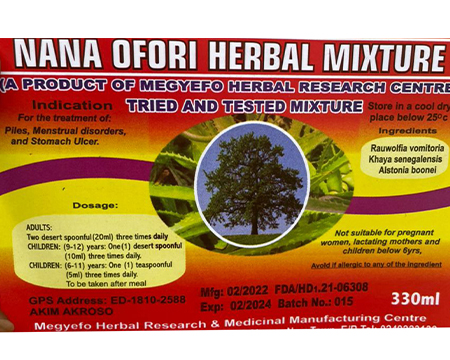 NANA OFORI HERBAL MIXTURE
(A PRODUCT OF MEGYEFO HERBAL RESEARCH CENTRE
TRIED AND TESTED MIXTURE
Indication
For the treatment of:
Piles, Menstrual disorders,
and Stomach Ulcer.
Store in a cool dry
place below 25°c
Ingredients
Rauwolfia vomitoria
Khaya senegalensis
Alstonia boonei
Dosage:
ADULTS:
Two desert spoonful(20ml) three times daily
CHILDREN: (9-12) years: One(1) desert spoonful
(10ml) three times daily.
CHILDREN: (6-11) years: One (1) teaspoonful
(5ml) three times daily.
To be taken after meal
Not suitable for pregnant
women, lactating mothers and
children below 6yrs,
Avoid if allergic to any of the ingredient
GPS Address: ED-1810-2588
AKIM AKROSO
Mfg: 02/2022 FDA/HD1.21-06308
Exp: 02/2024 Batch No.: 015
330ml
Megyefo Herbal Research & Medicinal Manufacturing Centre